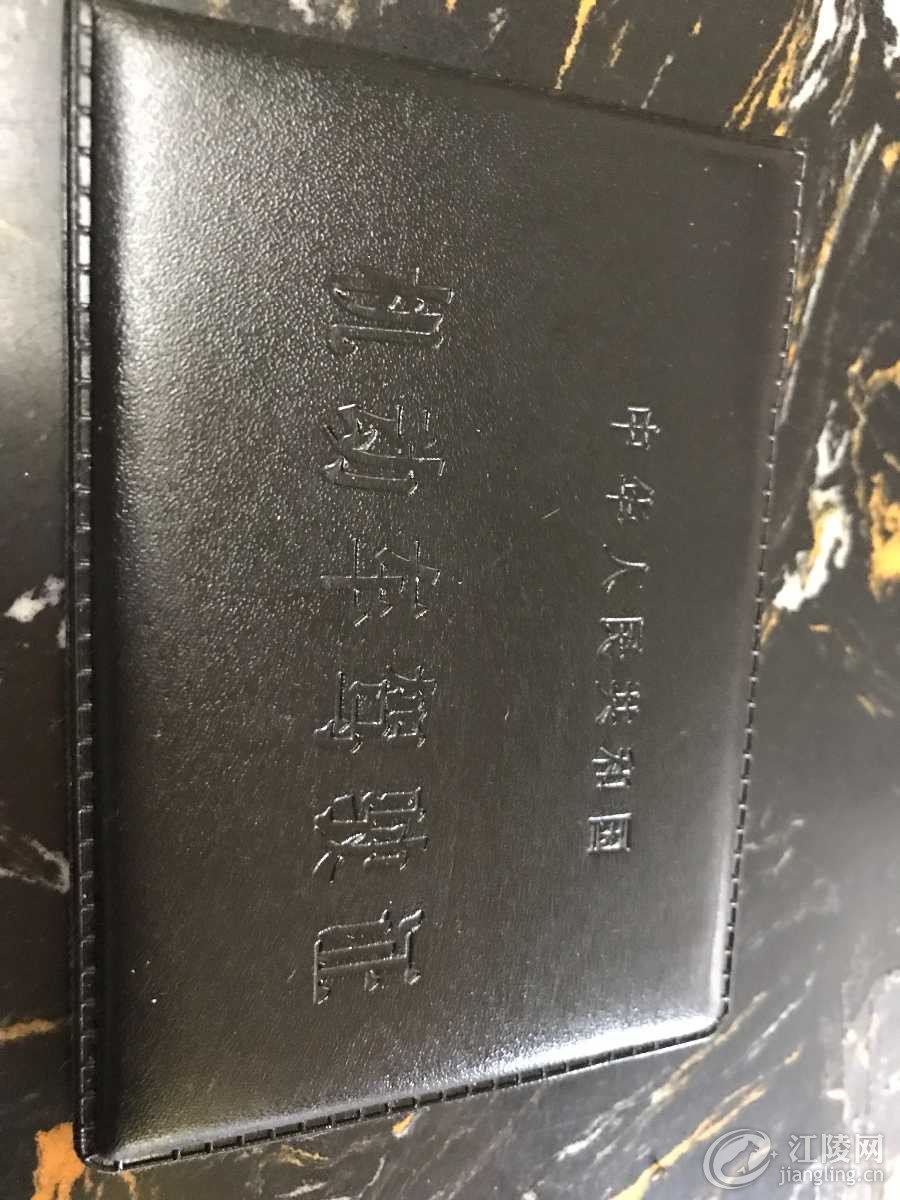 中华人民共和国
机动车驾驶证
江陵网
jiangling.cn